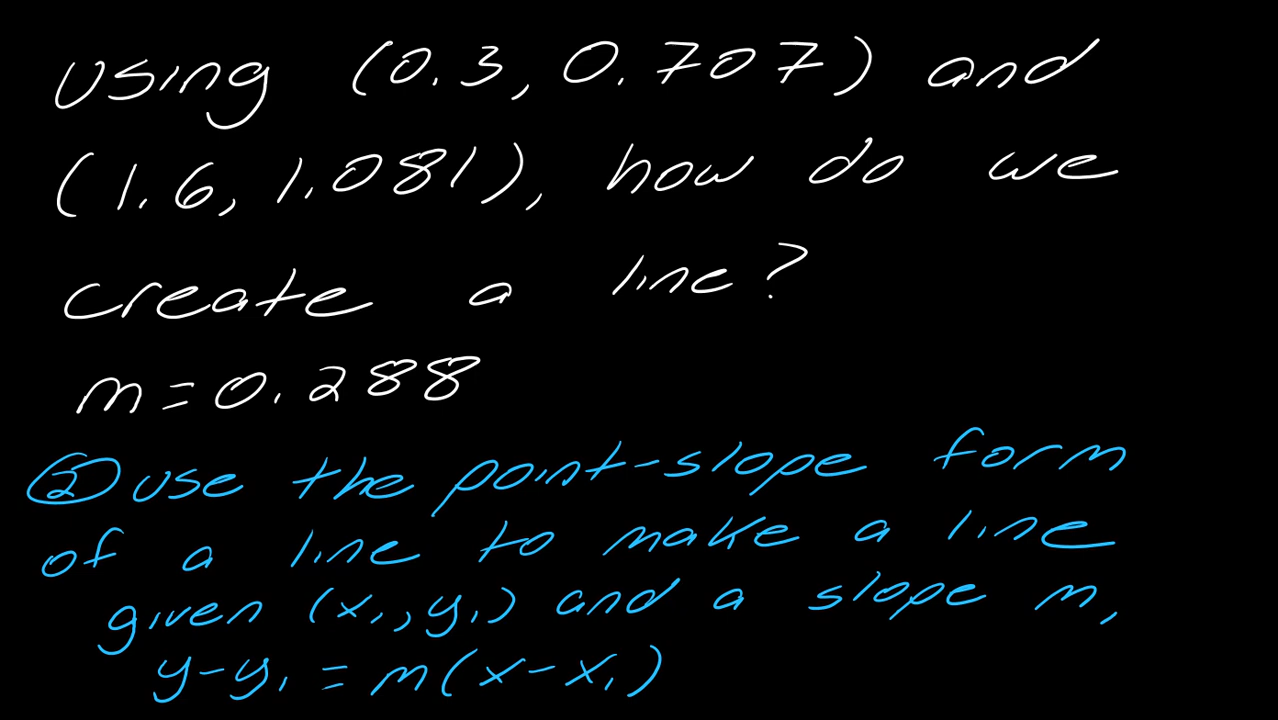 Using (0.3, 0.707) and
(1.6, 1.081), how do we
create a line?
m=0.288
② Use the point-slope form
of a line to make a line
given (x₁, y₁) and a slope m,
y-y₁ = m(x-x₁)